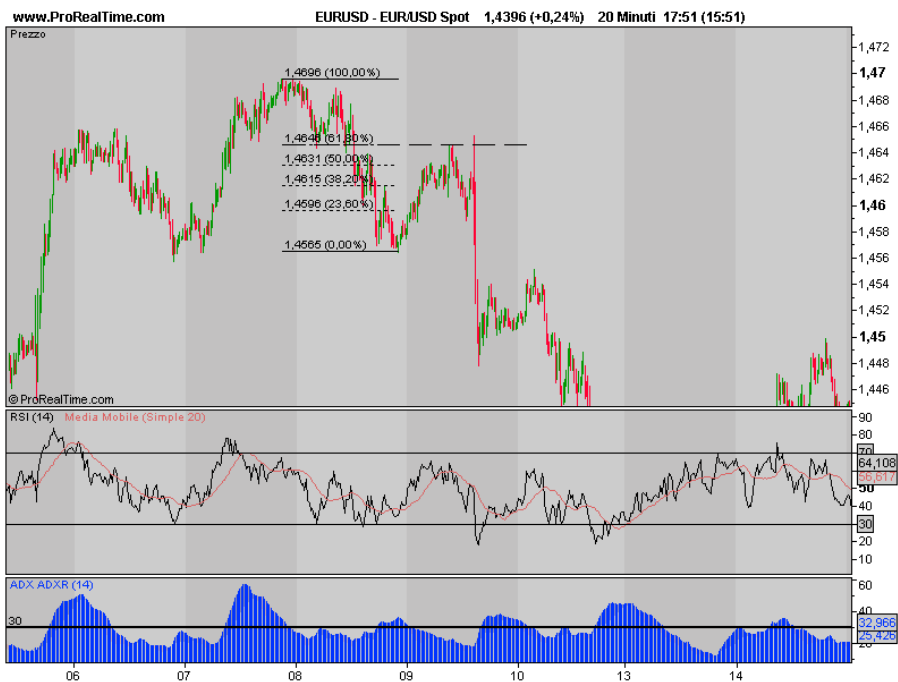 www.ProRealTime.com EURUSD - EUR/USD Spot 1,4396 (+0,24%) 20 Minuti 17:51 (15:51)
Prezzo
1,472
1,4696 (100,00%) 1,47
1,468
1,466
1,4646 (61,80%) 1,464
1,4631 (50,00%)
1,4615 (38,20%) 1,462
1,4596 (23,60%) 1,46
1,458
1,4565 (0,00%) 1,456
1,454
1,452
1,45
1,448
1,446
© ProRealTime.com
RSI (14) Media Mobile (Simple 20) 90
80
70
64,108
56,617
50
40
30
20
10
ADX ADXR (14) 60
40
30 32,966
25,426
20
06 07 08 09 10 13 14